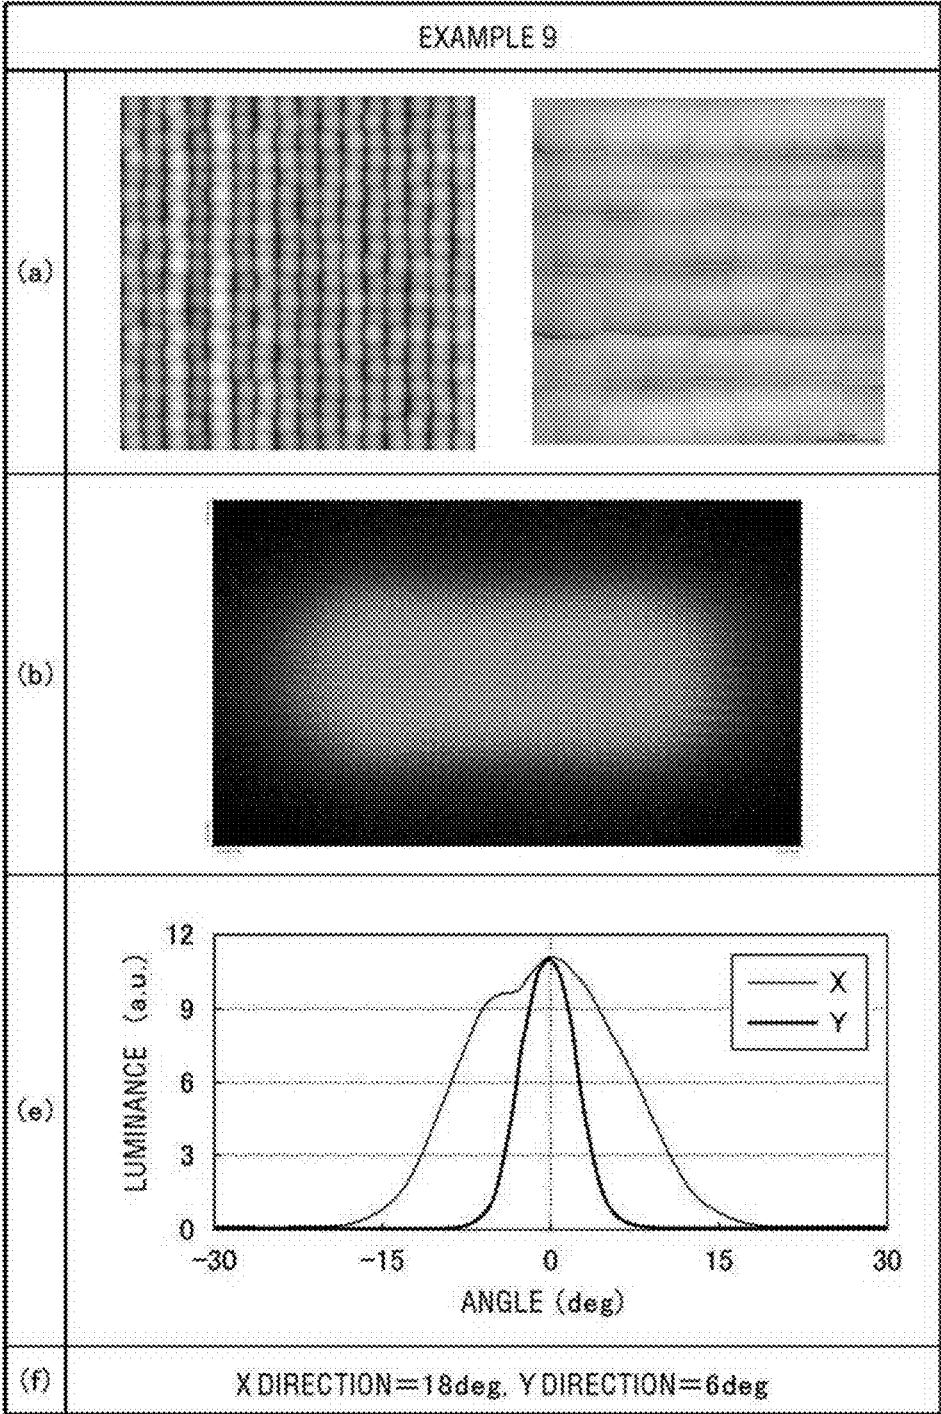 EXAMPLE 9
(a)
(b)
(e)
LUMINANCE (a.u.)
12
9
6
3
0
X
Y
-30
-15
0
15
30
ANGLE (deg)
(f)
X DIRECTION=18deg, Y DIRECTION=6deg